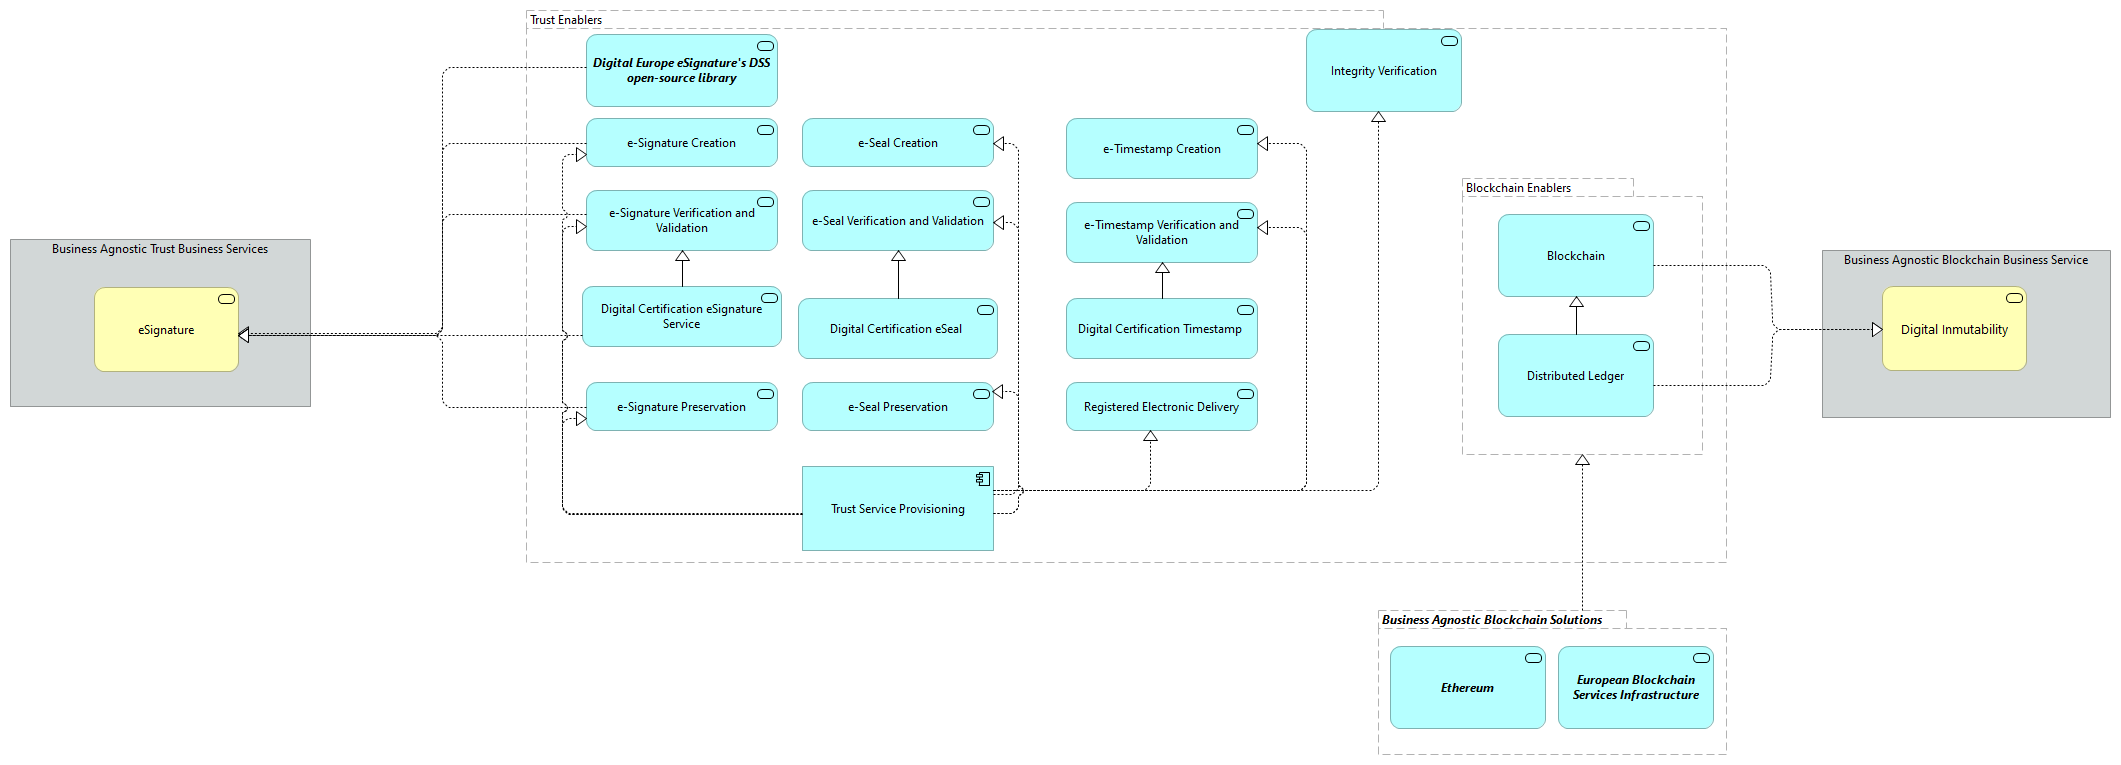 Trust Enablers
Digital Europe eSignature's DSS
open-source library
Integrity Verification
e-Signature Creation
e-Seal Creation
e-Timestamp Creation
Blockchain Enablers
e-Signature Verification and
Validation
e-Seal Verification and Validation
e-Timestamp Verification and
Validation
Blockchain
Business Agnostic Trust Business Services
eSignature
Business Agnostic Blockchain Business Service
Digital Inmutability
Digital Certification eSignature
Service
Digital Certification eSeal
Digital Certification Timestamp
Distributed Ledger
e-Signature Preservation
e-Seal Preservation
Registered Electronic Delivery
Trust Service Provisioning
Business Agnostic Blockchain Solutions
Ethereum
European Blockchain
Services Infrastructure